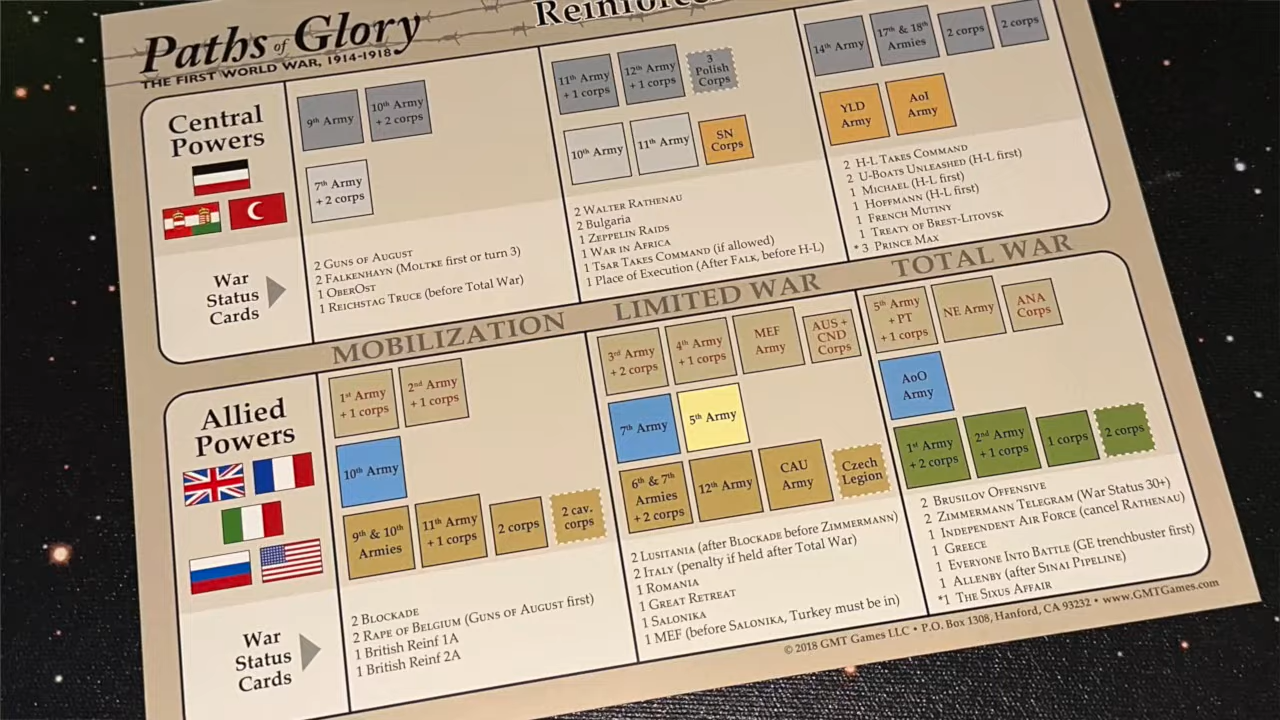 Paths of Glory
THE FIRST WORLD WAR, 1914-1918
Central
Powers
War
Status
Cards
9th Army
10th Army
+ 2 corps
7th Army
+ 2 corps
2 GUNS OF AUGUST
2 FALKENHAYN (MOLTKE first or turn 3)
1 OBEROST
1 REICHSTAG TRUCE (before Total War)
11th Army
+ 1 corps
12th Army
+ 1 corps
3
Polish
Corps
10th Army
11th Army
SN
Corps
2 WALTER RATHENAU
2 Bulgaria
1 ZEPPELIN RAIDS
1 WAR IN AFRICA
1 TSAR TAKES COMMAND (if allowed)
1 Place of Execution (After FALK, before H-L)
14th Army
17th & 18th
Armies
2 corps
2 corps
YLD
Army
AoI
Army
2 H-L TAKES COMMAND
2 U-BOATS UNLEASHED (H-L first)
1 MICHAEL (H-L first)
1 HOFFMANN (H-L first)
1 FRENCH MUTINY
1 TREATY OF BREST-LITOVSK
* 3 PRINCE MAX
MOBILIZATION
LIMITED WAR
TOTAL WAR
Allied
Powers
War
Status
Cards
1st Army
+ 1 corps
2nd Army
+ 1 corps
10th Army
9th & 10th
Armies
11th Army
+ 1 corps
2 corps
2 cav.
corps
2 BLOCKADE
2 RAPE OF BELGIUM (GUNS OF AUGUST first)
1 British Reinf 1A
1 British Reinf 2A
3rd Army
+ 2 corps
4th Army
+ 1 corps
MEF
Army
AUS +
CND
Corps
7th Army
5th Army
6th & 7th
Armies
+ 2 corps
12th Army
CAU
Army
Czech
Legion
2 LUSITANIA (after BLOCKADE before ZIMMERMANN)
2 ITALY (penalty if held after Total War)
1 ROMANIA
1 GREAT RETREAT
1 SALONIKA
1 MEF (before SALONIKA, Turkey must be in)
5th Army
+ PT
+ 1 corps
NE Army
ANA
Corps
AoO
Army
1st Army
+ 2 corps
2nd Army
+ 1 corps
1 corps
2 corps
2 BRUSILOV OFFENSIVE
2 ZIMMERMANN TELEGRAM (War Status 30+)
1 INDEPENDENT AIR FORCE (cancel RATHENAU)
1 GREECE
1 EVERYONE INTO BATTLE (GE trenchbuster first)
1 ALLENBY (after SINAI PIPELINE)
*1 THE SIXUS AFFAIR
© 2018 GMT Games LLC • P.O. Box 1308, Hanford, CA 93232 • www.GMTGames.com